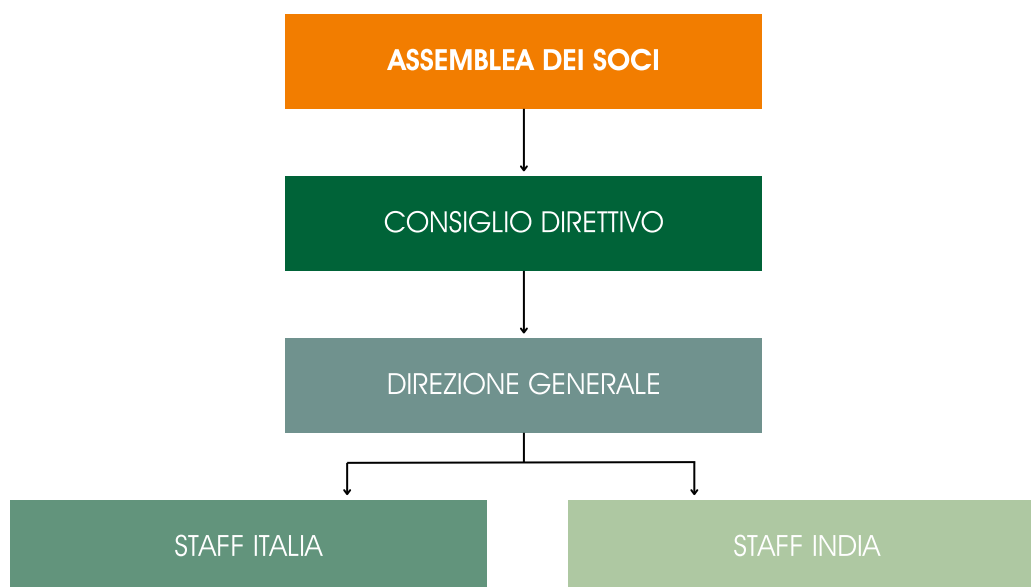 ASSEMBLEA DEI SOCI
CONSIGLIO DIRETTIVO
DIREZIONE GENERALE
STAFF ITALIA
STAFF INDIA